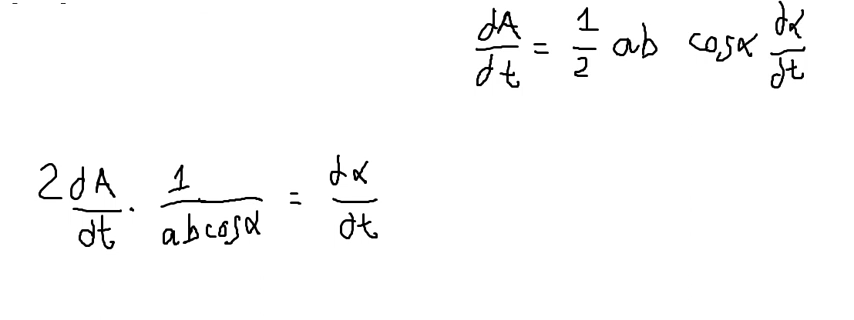 dA/dt = 1/2 ab cosα dα/dt
2 dA/dt · 1/(ab cosα) = dα/dt